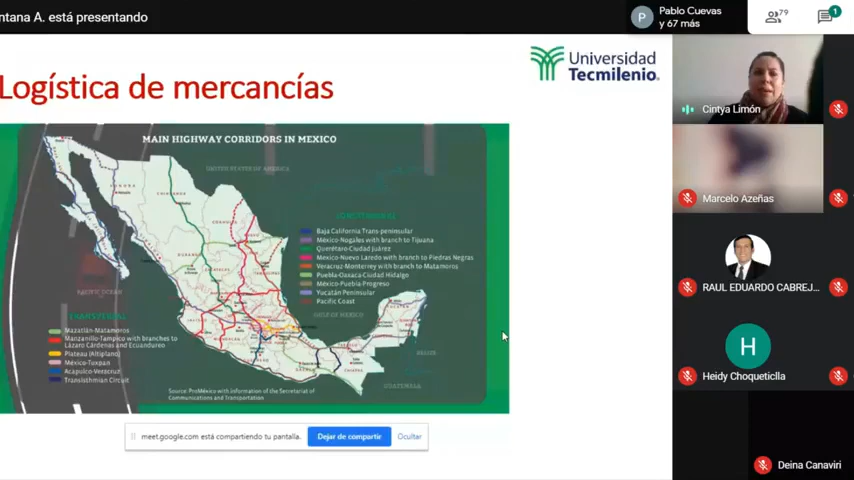 ntana A. está presentando
Pablo Cuevas
y 67 más
79
1
Logística de mercancías
Universidad
Tecmilenio
MAIN HIGHWAY CORRIDORS IN MEXICO
UNITED STATES OF AMERICA
Baja California Trans-peninsular
México-Nogales with branch to Tijuana
Querétaro-Ciudad Juárez
Mexico-Nuevo Laredo with branch to Piedras Negras
Veracruz-Monterrey with branch to Matamoros
Puebla-Oaxaca-Ciudad Hidalgo
México-Puebla-Progreso
Yucatán Peninsular
Pacific Coast
PACIFIC OCEAN
GULF OF MEXICO
BELIZE
GUATEMALA
TRANSVERSAL
Mazatlán-Matamoros
Manzanillo-Tampico with branches to
Lázaro Cárdenas and Ecuandureo
Plateau (Altiplano)
México-Tuxpan
Acapulco-Veracruz
Transisthmian Circuit
Source: ProMéxico with information of the Secretariat of
Communications and Transportation
meet.google.com está compartiendo tu pantalla.
Dejar de compartir
Ocultar
Cintya Limón
Marcelo Azeñas
RAUL EDUARDO CABREJ...
H
Heidy Choqueticlla
Deina Canaviri